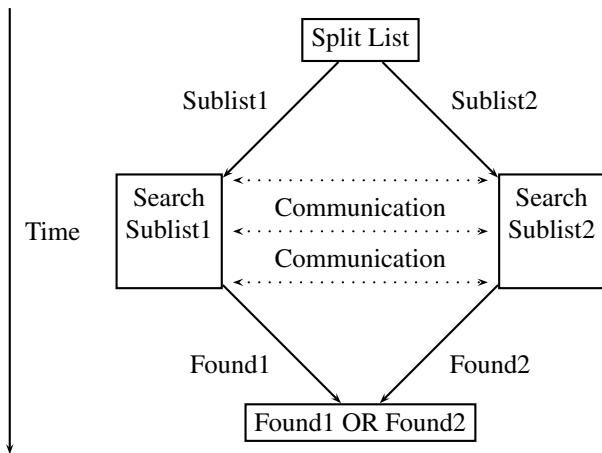 Split List
Sublist1
Sublist2
Search
Sublist1
Search
Sublist2
Communication
Time
Communication
Found1
Found2
Found1 OR Found2